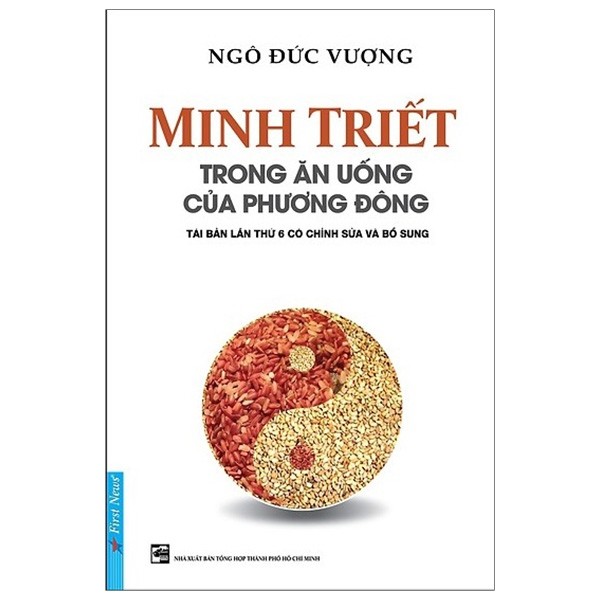 NGÔ ĐỨC VƯỢNG
MINH TRIẾT
TRONG ĂN UỐNG
CỦA PHƯƠNG ĐÔNG
TÁI BẢN LẦN THỨ 6 CÓ CHỈNH SỬA VÀ BỔ SUNG
First News
NHÀ XUẤT BẢN TỔNG HỢP THÀNH PHỐ HỒ CHÍ MINH